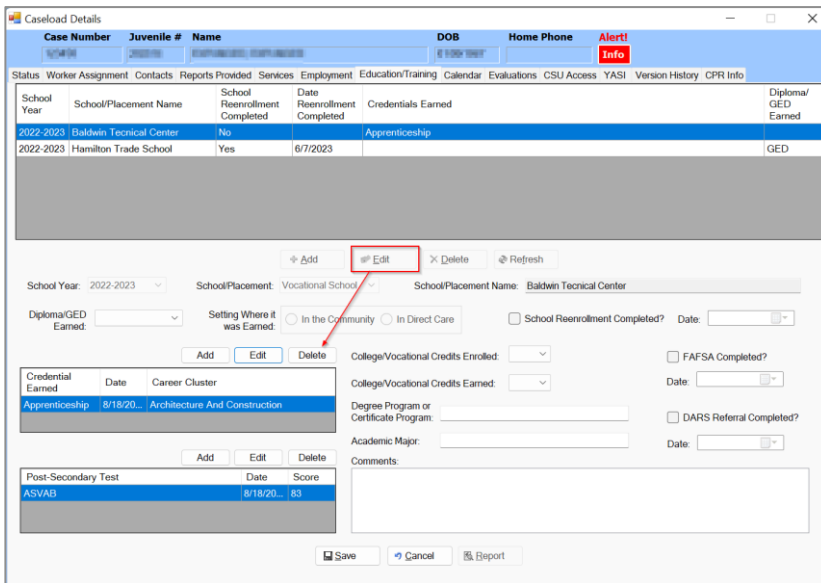 Caseload Details
Case Number Juvenile # Name DOB Home Phone Alert!
Info
Status Worker Assignment Contacts Reports Provided Services Employment Education/Training Calendar Evaluations CSU Access YASI Version History CPR Info
School Year School/Placement Name School Reenrollment Completed Date Reenrollment Completed Credentials Earned Diploma/ GED Earned
2022-2023 Baldwin Tecnical Center No Apprenticeship
2022-2023 Hamilton Trade School Yes 6/7/2023 GED
Add Edit Delete Refresh
School Year: 2022-2023 School/Placement: Vocational School School/Placement Name: Baldwin Tecnical Center
Diploma/GED Earned: Setting Where it was Earned: In the Community In Direct Care School Reenrollment Completed? Date:
Add Edit Delete College/Vocational Credits Enrolled: FAFSA Completed?
Credential Earned Date Career Cluster College/Vocational Credits Earned: Date:
Apprenticeship 8/18/20... Architecture And Construction Degree Program or Certificate Program: DARS Referral Completed?
Academic Major: Date:
Add Edit Delete Comments:
Post-Secondary Test Date Score
ASVAB 8/18/20... 83
Save Cancel Report